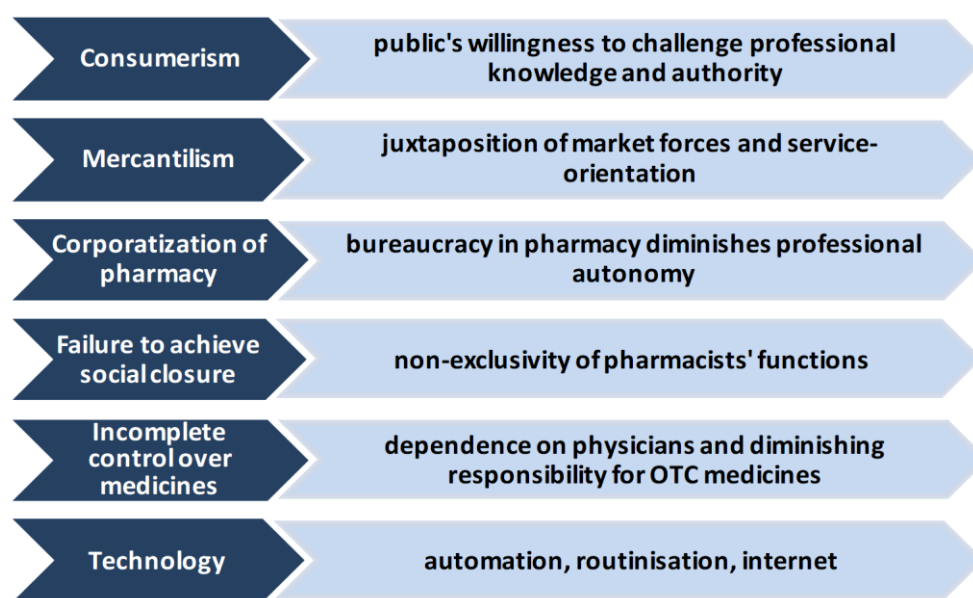 Consumerism
public's willingness to challenge professional
knowledge and authority
Mercantilism
juxtaposition of market forces and service-
orientation
Corporatization of
pharmacy
bureaucracy in pharmacy diminishes professional
autonomy
Failure to achieve
social closure
non-exclusivity of pharmacists' functions
Incomplete
control over
medicines
dependence on physicians and diminishing
responsibility for OTC medicines
Technology
automation, routinisation, internet